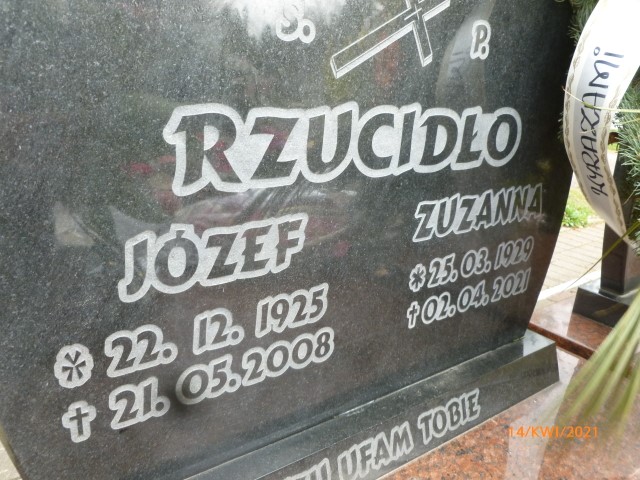 Ś. P.
RZUCIDŁO
JÓZEF
* 22. 12. 1925
† 21. 05. 2008
ZUZANNA
* 25. 03. 1929
† 02. 04. 2021
UFAM TOBIE
WYRAZAMI!
14/KWI/2021